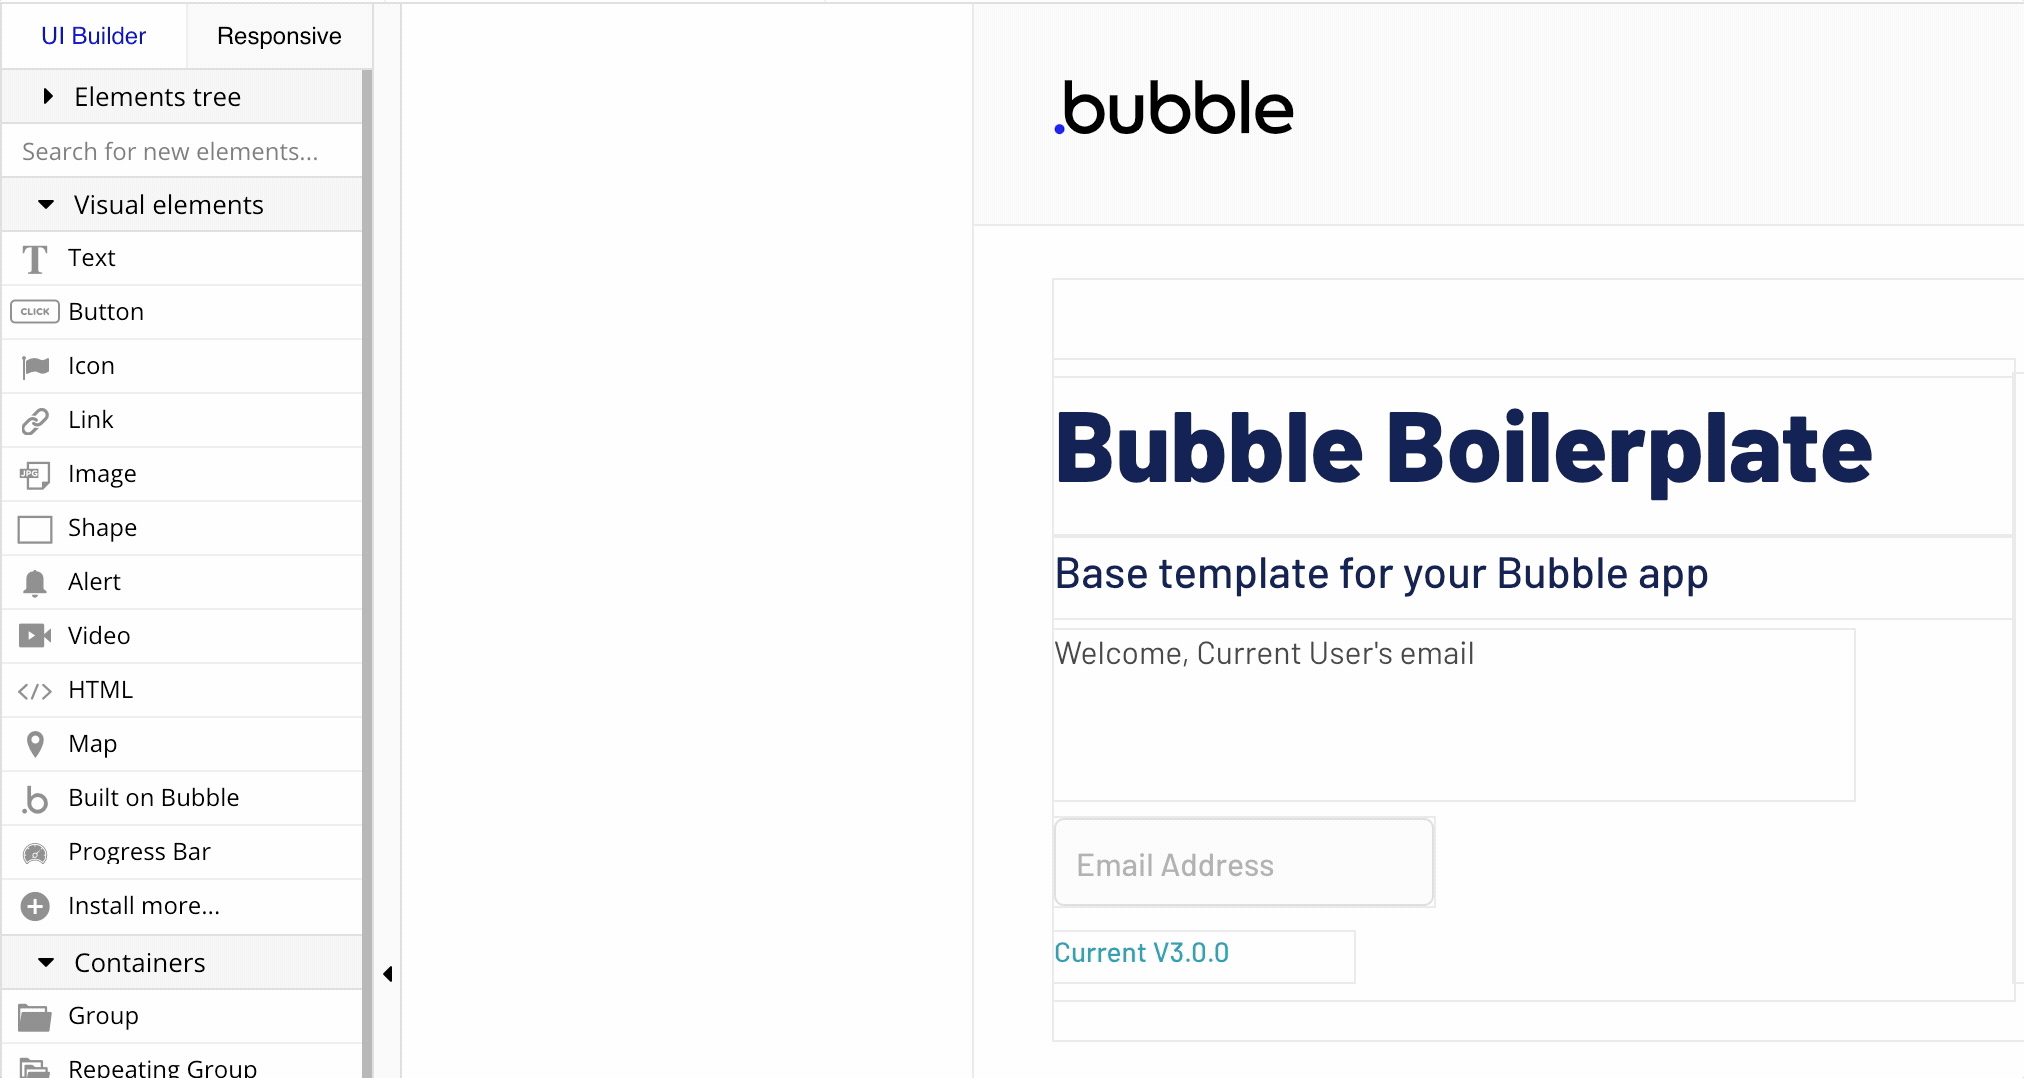 UI Builder
Responsive
Elements tree
Search for new elements...
Visual elements
Text
CLICK
Button
Icon
Link
JPG
Image
Shape
Alert
Video
</>
HTML
Map
.b
Built on Bubble
Progress Bar
Install more...
Containers
Group
Repeating Group
.bubble
Bubble Boilerplate
Base template for your Bubble app
Welcome, Current User's email
Email Address
Current V3.0.0